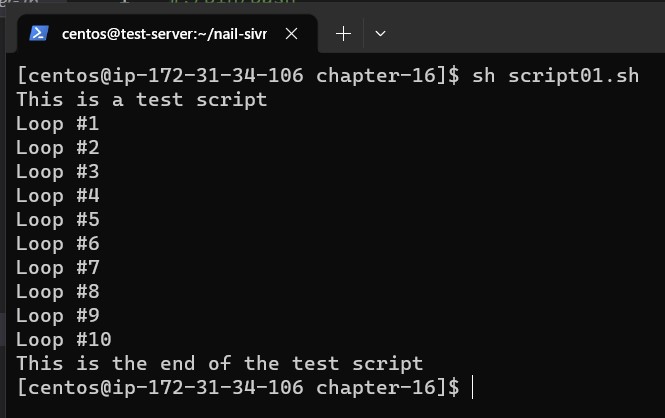 centos@test-server:~/nail-sivr
[centos@ip-172-31-34-106 chapter-16]$ sh script01.sh
This is a test script
Loop #1
Loop #2
Loop #3
Loop #4
Loop #5
Loop #6
Loop #7
Loop #8
Loop #9
Loop #10
This is the end of the test script
[centos@ip-172-31-34-106 chapter-16]$